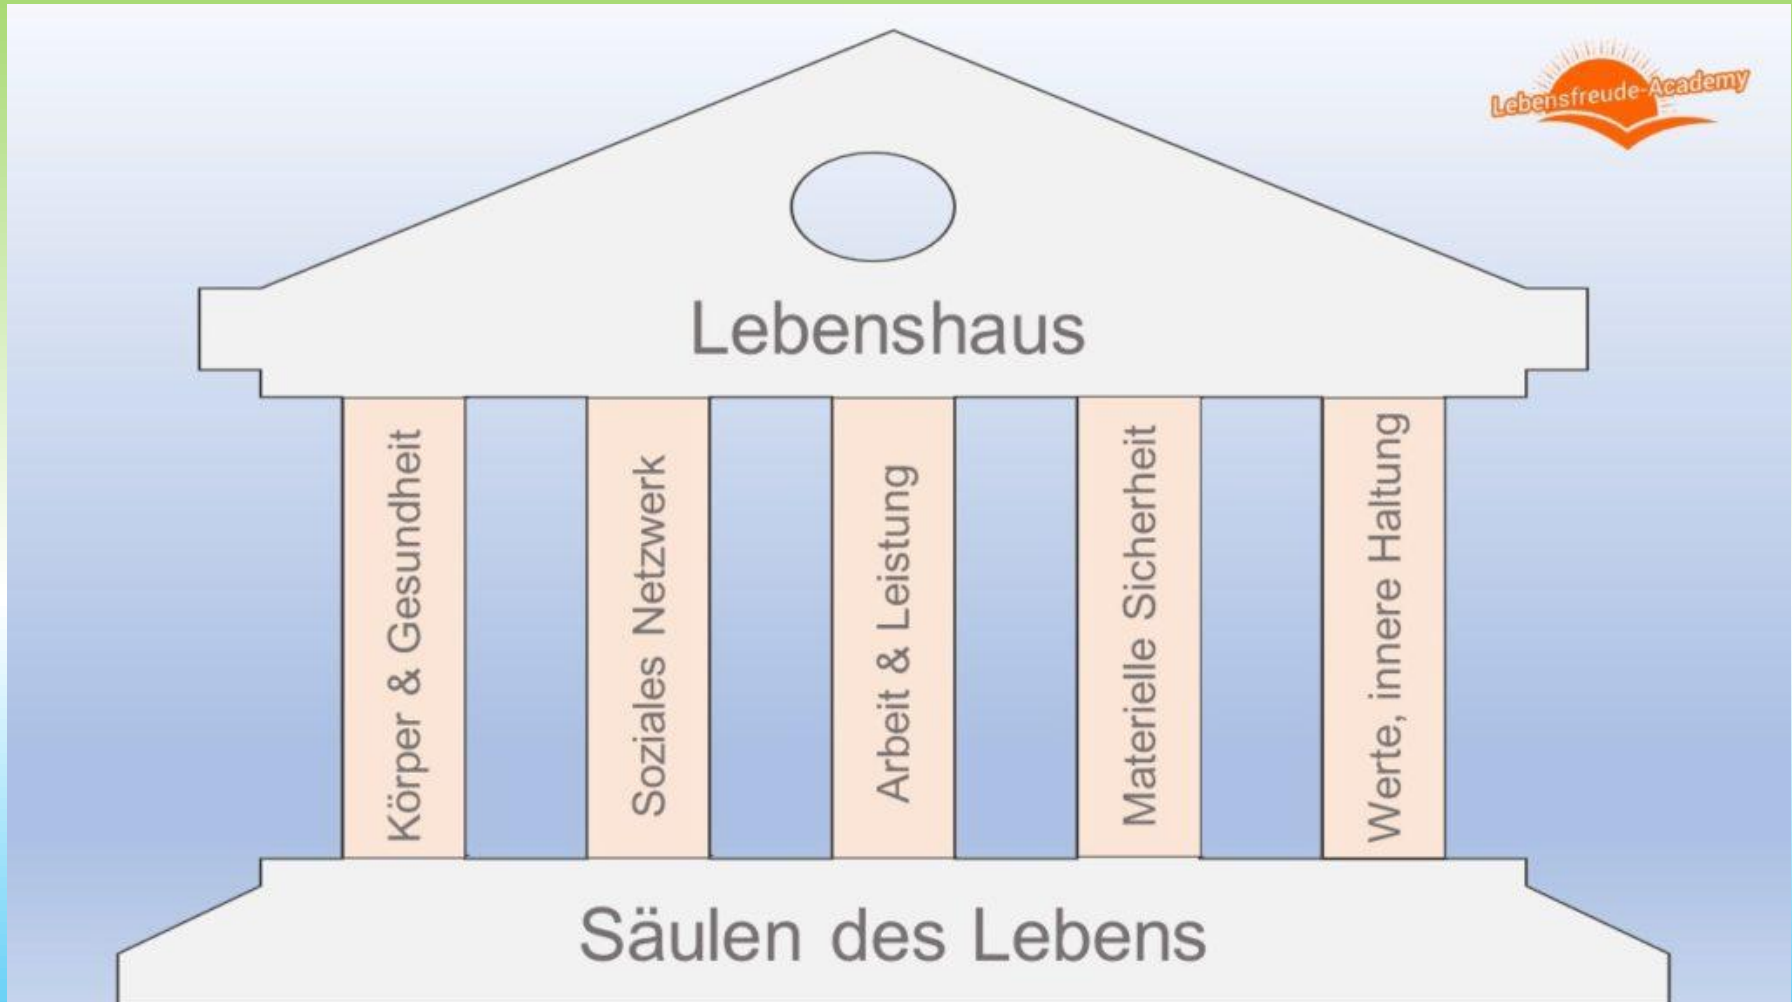 Lebensfreude-Academy
Lebenshaus
Körper & Gesundheit
Soziales Netzwerk
Arbeit & Leistung
Materielle Sicherheit
Werte, innere Haltung
Säulen des Lebens